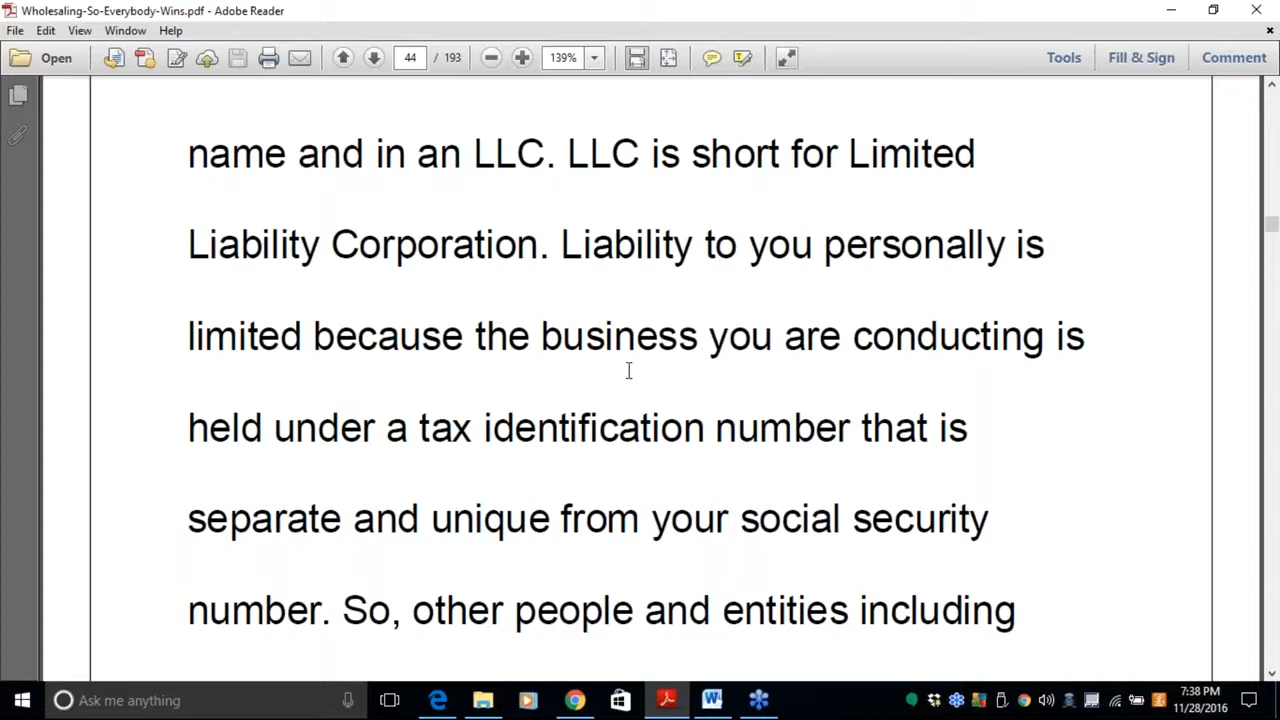 Wholesaling-So-Everybody-Wins.pdf - Adobe Reader
File Edit View Window Help
Open 44 / 193 139% Tools Fill & Sign Comment
name and in an LLC. LLC is short for Limited
Liability Corporation. Liability to you personally is
limited because the business you are conducting is
held under a tax identification number that is
separate and unique from your social security
number. So, other people and entities including
Ask me anything
7:38 PM
11/28/2016